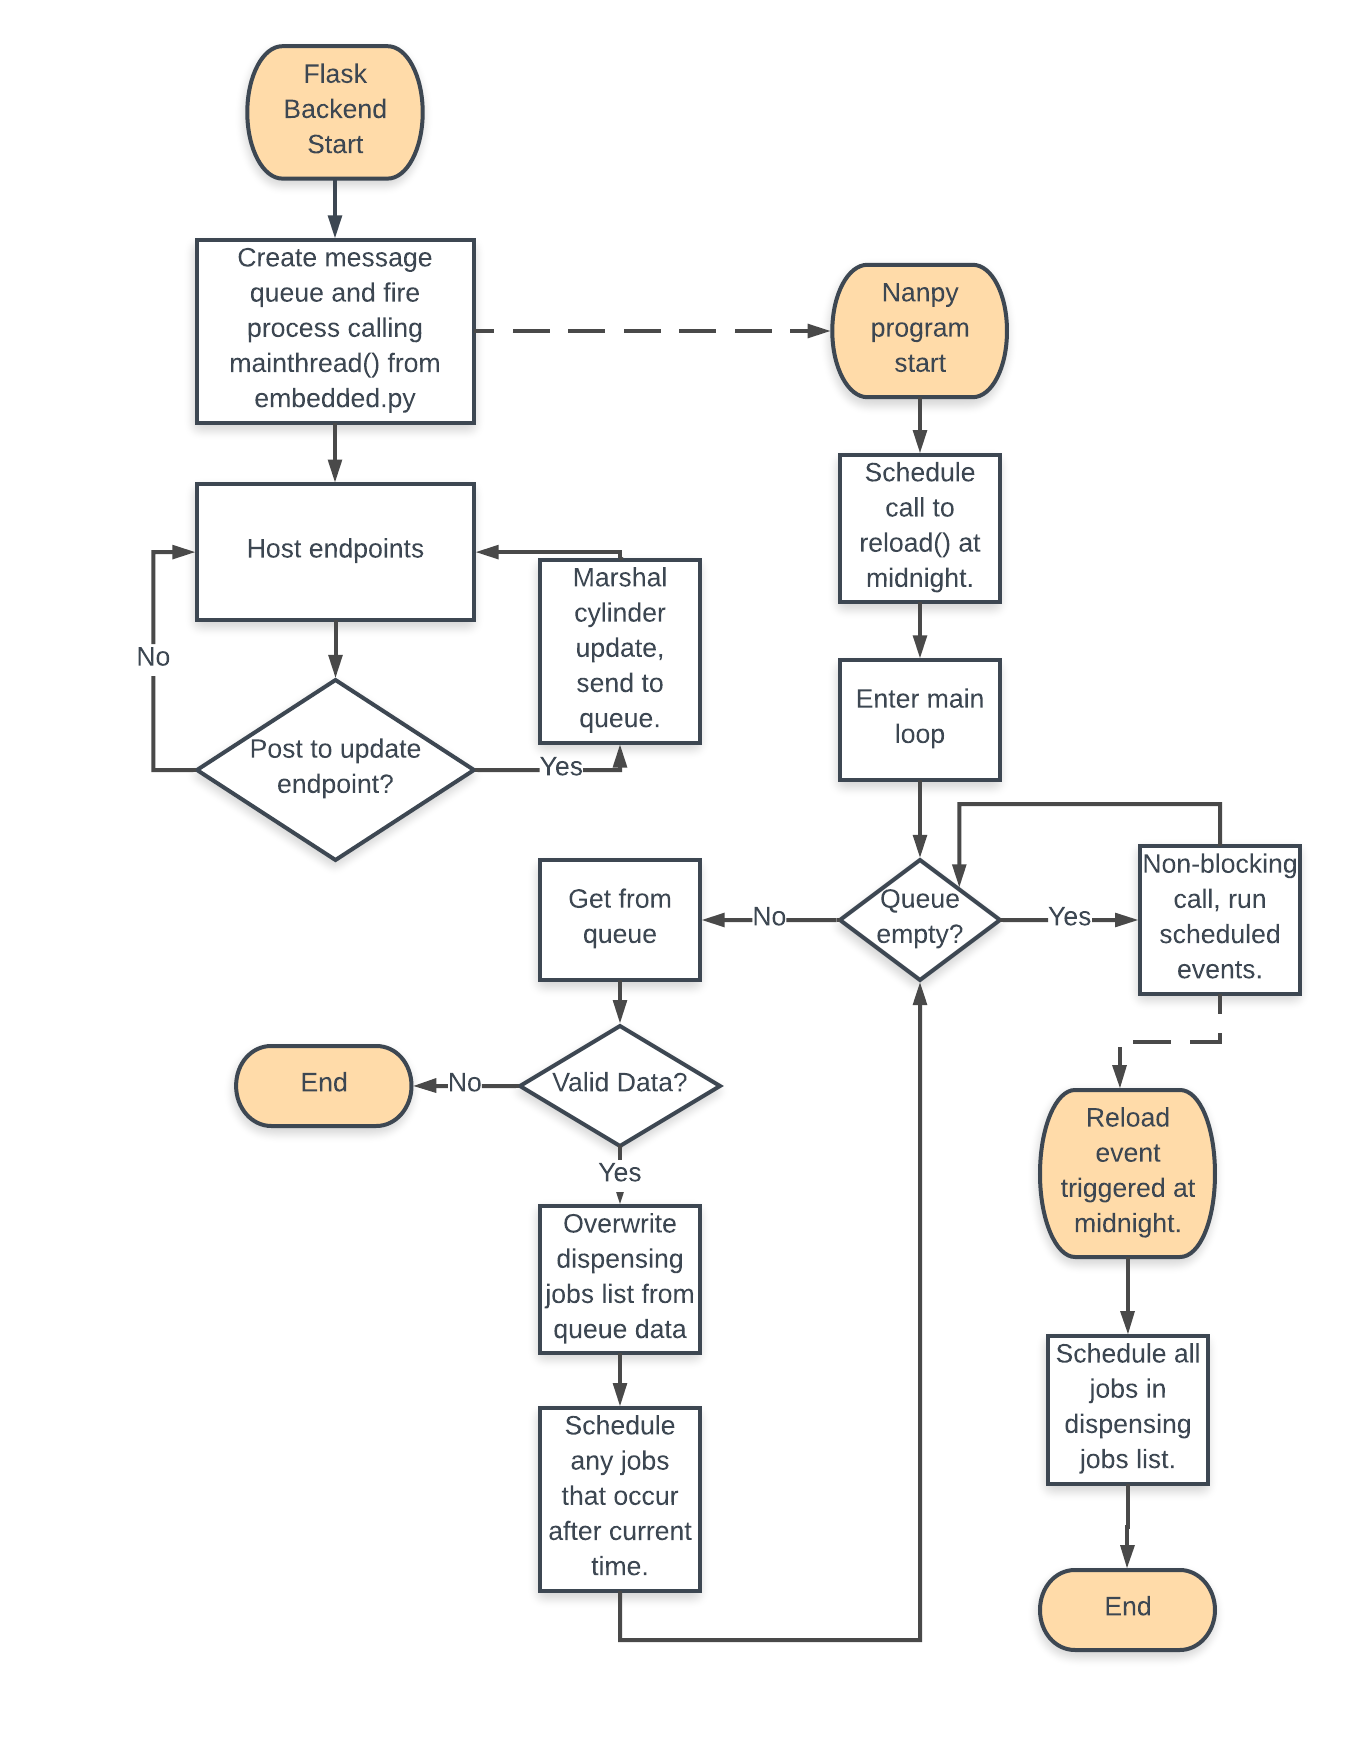 Flask
Backend
Start
Create message
queue and fire
process calling
mainthread() from
embedded.py
Nanpy
program
start
Host endpoints
Schedule
call to
reload() at
midnight.
Marshal
cylinder
update,
send to
queue.
No
Post to update
endpoint?
Yes
Enter main
loop
Get from
queue
No
Queue
empty?
Yes
Non-blocking
call, run
scheduled
events.
End
No
Valid Data?
Yes
Reload
event
triggered at
midnight.
Overwrite
dispensing
jobs list from
queue data
Schedule all
jobs in
dispensing
jobs list.
Schedule
any jobs
that occur
after current
time.
End